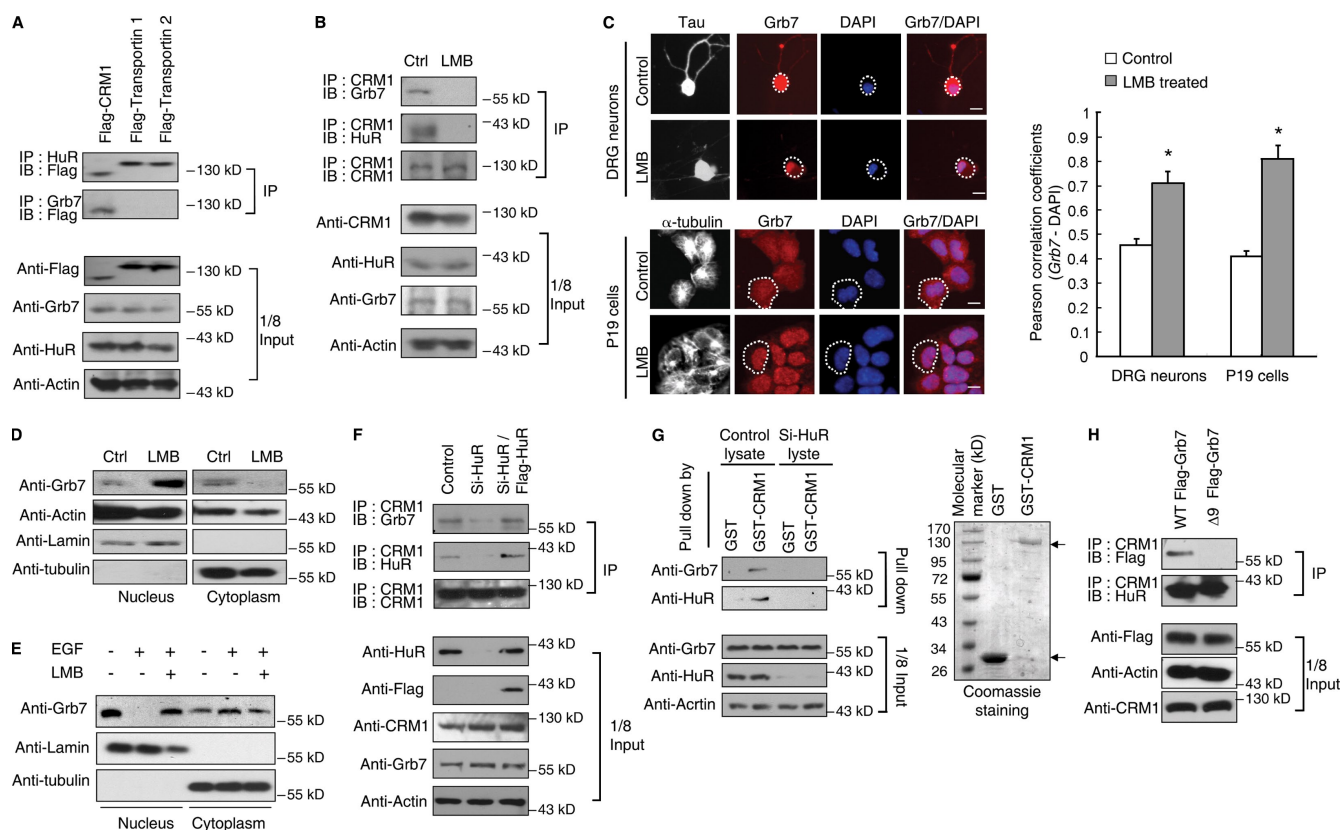 A
Flag-CRM1
Flag-Transportin 1
Flag-Transportin 2
IP : HuR
IB : Flag
–130 kD
IP : Grb7
IB : Flag
–130 kD
IP
Anti-Flag
–130 kD
Anti-Grb7
–55 kD
Anti-HuR
–43 kD
Anti-Actin
–43 kD
1/8
Input
B
Ctrl LMB
IP : CRM1
IB : Grb7
–55 kD
IP : CRM1
IB : HuR
–43 kD
IP : CRM1
IB : CRM1
–130 kD
IP
Anti-CRM1
–130 kD
Anti-HuR
–43 kD
Anti-Grb7
–55 kD
Anti-Actin
–43 kD
1/8
Input
C
Tau Grb7 DAPI Grb7/DAPI
DRG neurons
Control
LMB
α-tubulin Grb7 DAPI Grb7/DAPI
P19 cells
Control
LMB
Control
LMB treated
Pearson correlation coefficients
(Grb7 - DAPI)
1
0.9
0.8
0.7
0.6
0.5
0.4
0.3
0.2
0.1
0
*
*
DRG neurons P19 cells
D
Ctrl LMB Ctrl LMB
Anti-Grb7
–55 kD
Anti-Actin
–43 kD
Anti-Lamin
Anti-tubulin
–55 kD
Nucleus Cytoplasm
E
EGF - + + - + +
LMB - - + - - +
Anti-Grb7
–55 kD
Anti-Lamin
–55 kD
Anti-tubulin
–55 kD
Nucleus Cytoplasm
F
Control
Si-HuR
Si-HuR /
Flag-HuR
IP : CRM1
IB : Grb7
–55 kD
IP : CRM1
IB : HuR
–43 kD
IP : CRM1
IB : CRM1
–130 kD
IP
Anti-HuR
–43 kD
Anti-Flag
–43 kD
Anti-CRM1
–130 kD
Anti-Grb7
–55 kD
Anti-Actin
–43 kD
1/8
Input
G
Control
lysate
Si-HuR
lyste
Pull down by
GST
GST-CRM1
GST
GST-CRM1
Anti-Grb7
–55 kD
Anti-HuR
–43 kD
Pull down
Anti-Grb7
–55 kD
Anti-HuR
–43 kD
Anti-Acrtin
–43 kD
1/8 Input
Molecular
marker (kD)
GST
GST-CRM1
170
130
95
72
55
43
34
26
Coomassie
staining
H
WT Flag-Grb7
Δ9 Flag-Grb7
IP : CRM1
IB : Flag
–55 kD
IP : CRM1
IB : HuR
–43 kD
IP
Anti-Flag
–55 kD
Anti-Actin
–43 kD
Anti-CRM1
–130 kD
1/8
Input